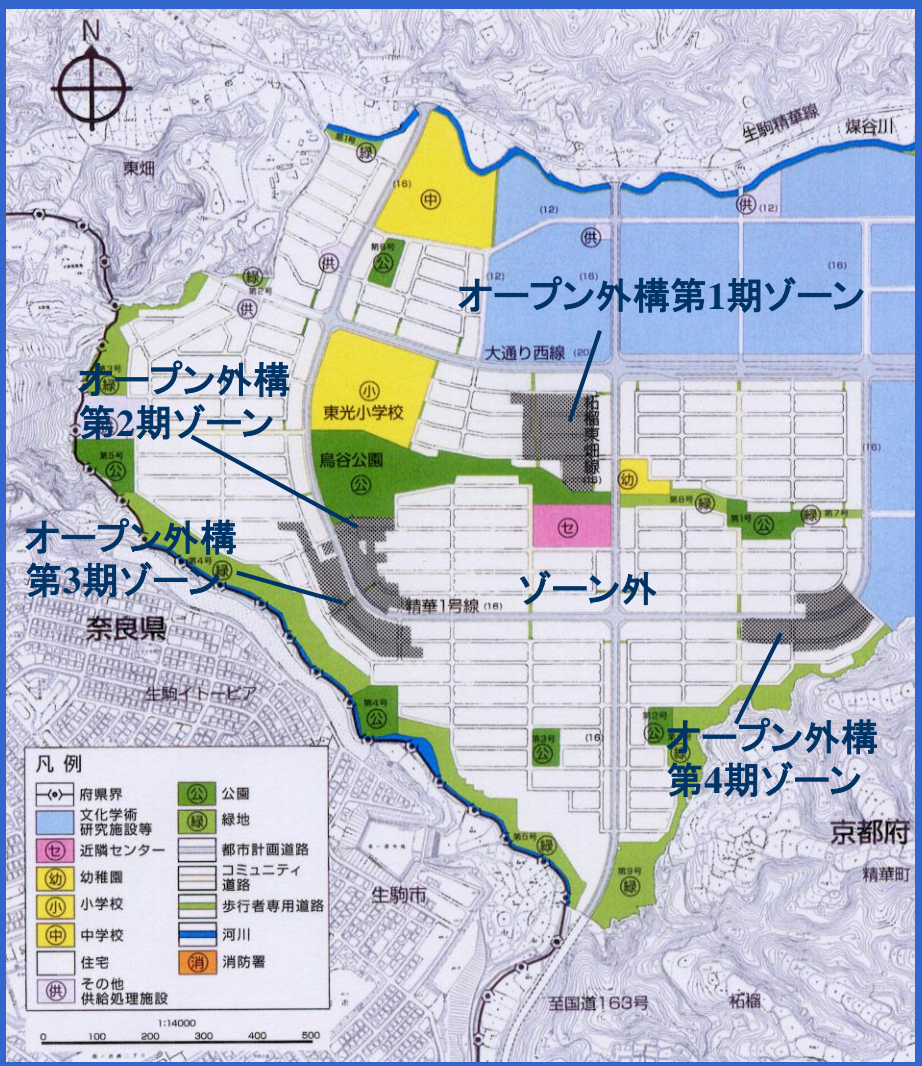 N
生駒精華線
煤谷川
東畑
第1号
緑
(16)
中
(12)
供
(12)
供
第6号
公
供
緑
第2号
供
(12)
(16)
(16)
オープン外構第1期ゾーン
大通り西線 (20)
第3号
緑
オープン外構
第2期ゾーン
小
東光小学校
柘榴東畑線
(16)
(16)
鳥谷公園
公
第5号
公
幼
第8号
緑
第1号
公
緑
第7号
セ
オープン外構
第3期ゾーン
第4号
緑
ゾーン外
精華1号線 (16)
奈良県
生駒イトーピア
第4号
公
第3号
公
(16)
第2号
公
緑
オープン外構
第4期ゾーン
凡例
府県界
文化学術
研究施設等
セ 近隣センター
幼 幼稚園
小 小学校
中 中学校
住宅
供 その他
供給処理施設
公 公園
緑 緑地
都市計画道路
コミュニティ
道路
歩行者専用道路
河川
消 消防署
第5号
緑
第9号
緑
京都府
精華町
生駒市
至国道163号
柘榴
1:14000
0 100 200 300 400 500